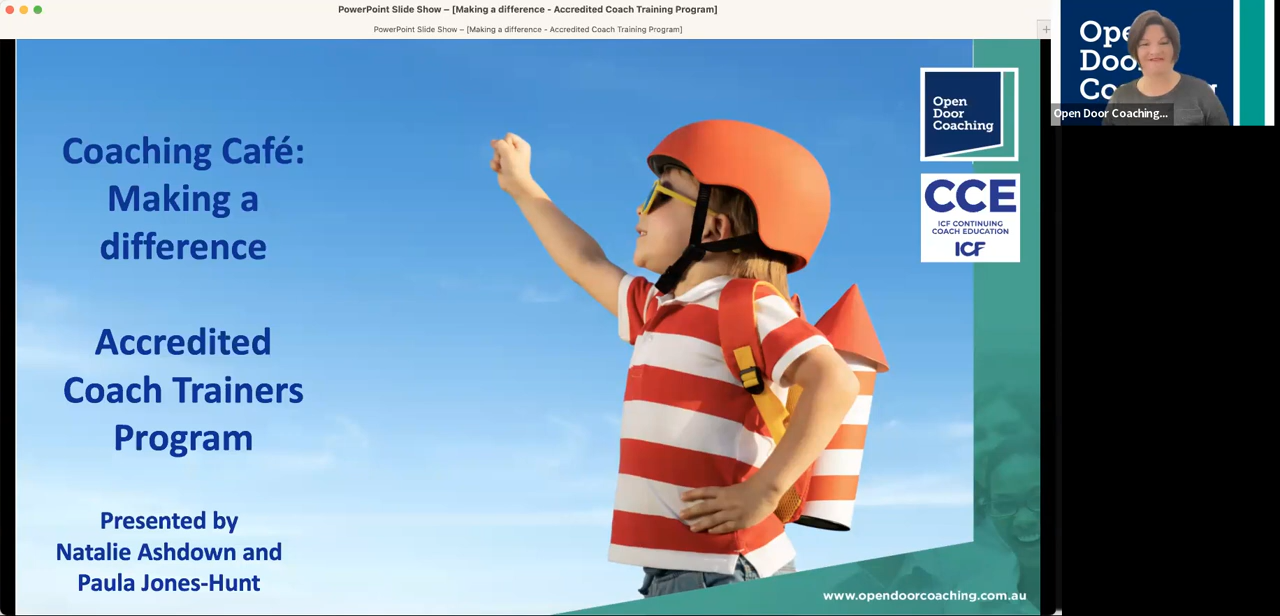 PowerPoint Slide Show – [Making a difference - Accredited Coach Training Program]
PowerPoint Slide Show – [Making a difference - Accredited Coach Training Program]
Coaching Café:
Making a
difference
Accredited
Coach Trainers
Program
Presented by
Natalie Ashdown and
Paula Jones-Hunt
Open
Door
Coaching
CCE
ICF CONTINUING
COACH EDUCATION
ICF
www.opendoorcoaching.com.au
Open Door Coaching...